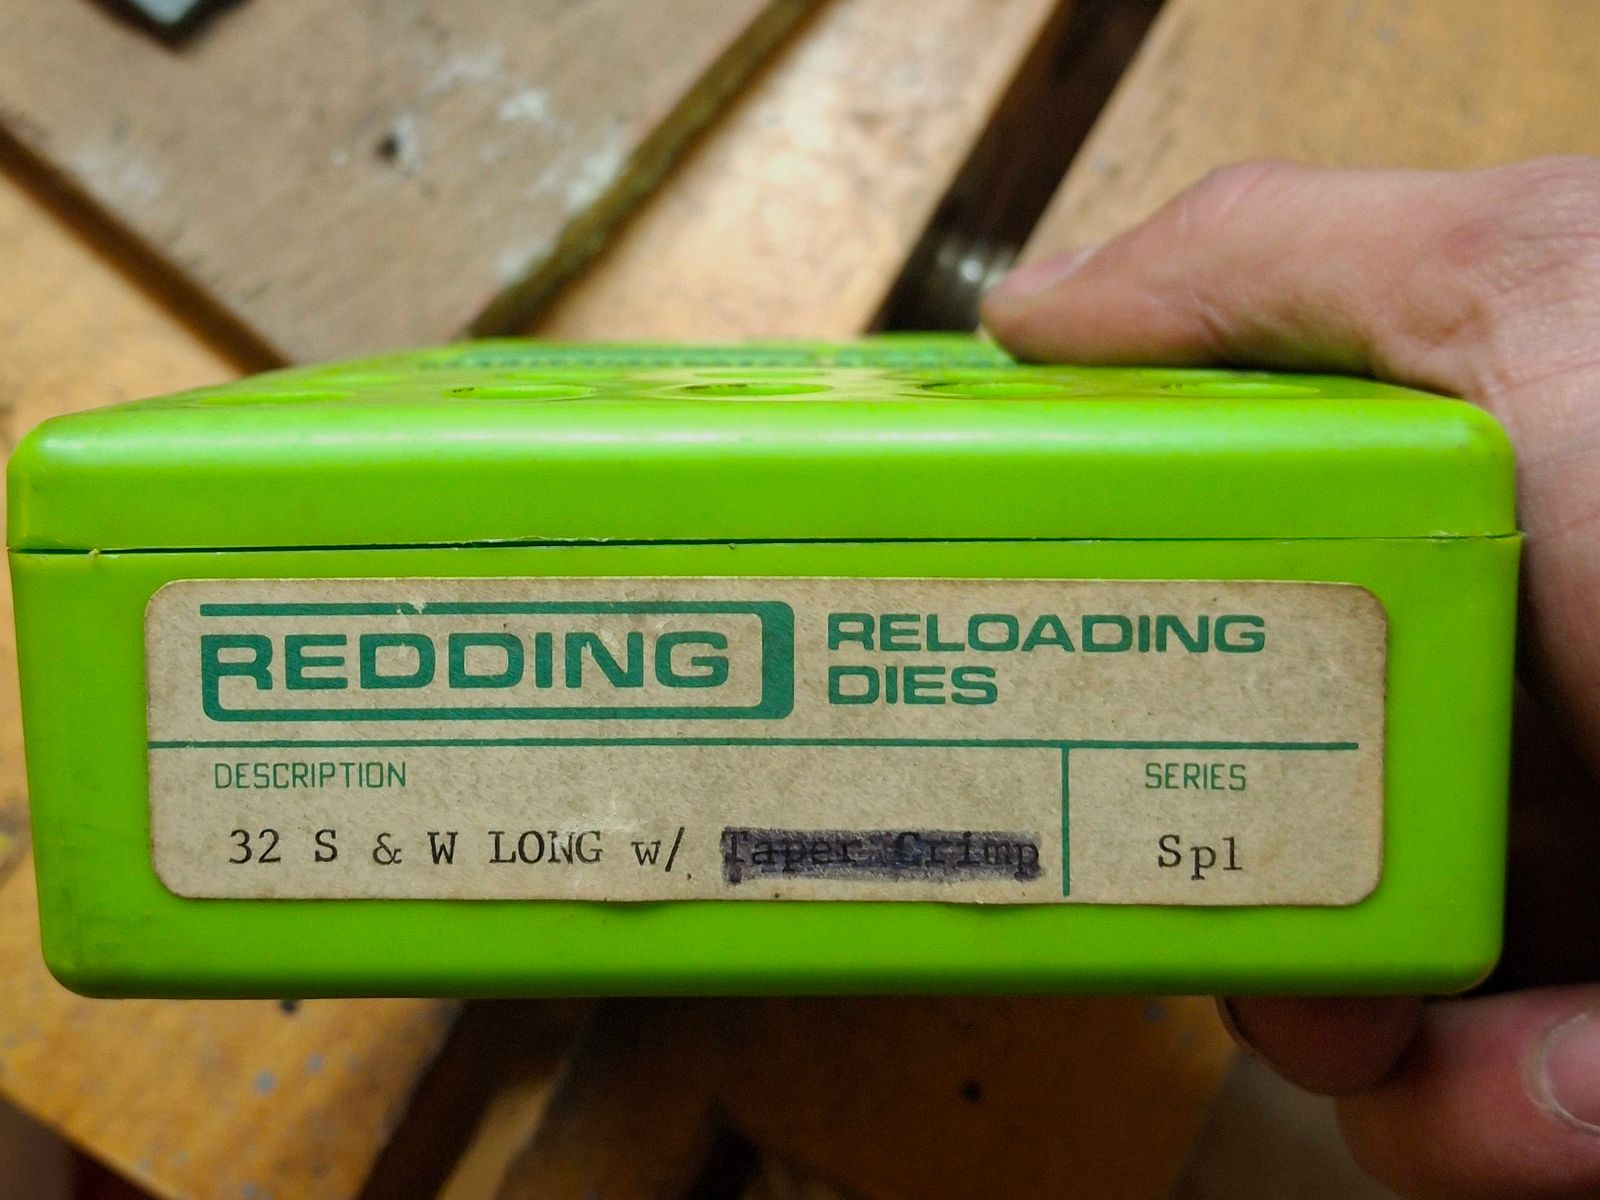 REDDING
RELOADING
DIES
DESCRIPTION
SERIES
32 S & W LONG w/ Taper Crimp
Spl